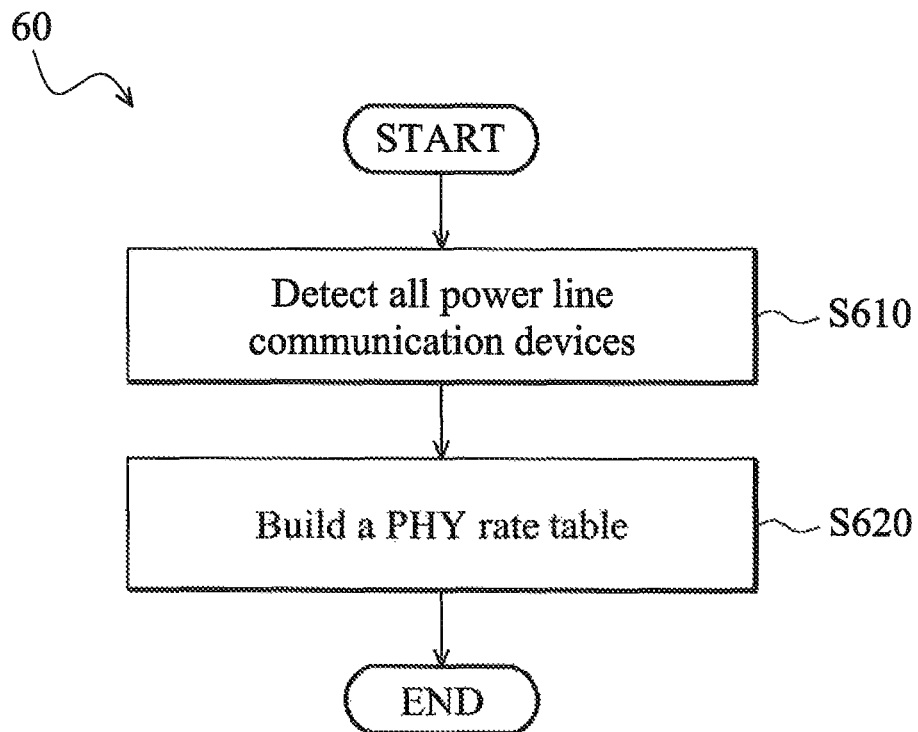 60
START
Detect all power line
communication devices
S610
Build a PHY rate table
S620
END